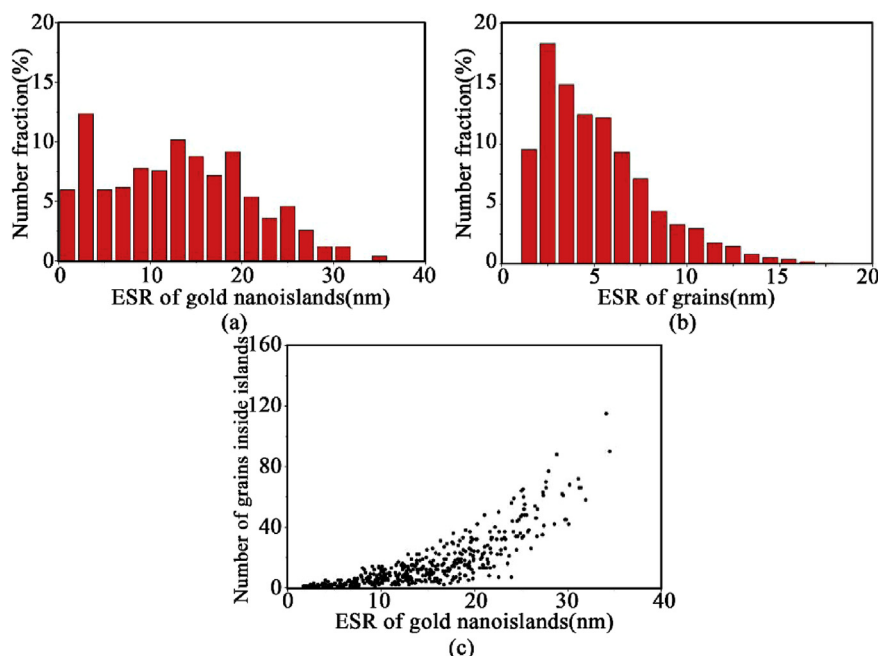 20
15
10
5
0
Number fraction(%)
0 10 20 30 40
ESR of gold nanoislands(nm)
(a)
20
15
10
5
0
Number fraction(%)
5 10 15 20
ESR of grains(nm)
(b)
160
120
80
40
0
Number of grains inside islands
0 10 20 30 40
ESR of gold nanoislands(nm)
(c)